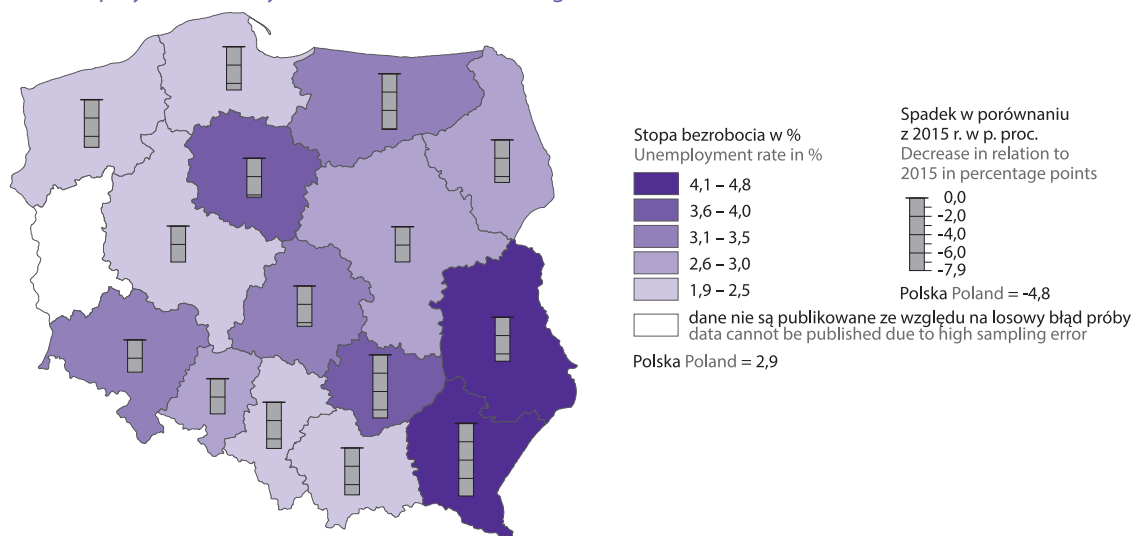 Stopa bezrobocia w %
Unemployment rate in %
4,1 – 4,8
3,6 – 4,0
3,1 – 3,5
2,6 – 3,0
1,9 – 2,5
dane nie są publikowane ze względu na losowy błąd próby
data cannot be published due to high sampling error
Polska Poland = 2,9
Spadek w porównaniu
z 2015 r. w p. proc.
Decrease in relation to
2015 in percentage points
0,0
-2,0
-4,0
-6,0
-7,9
Polska Poland = -4,8